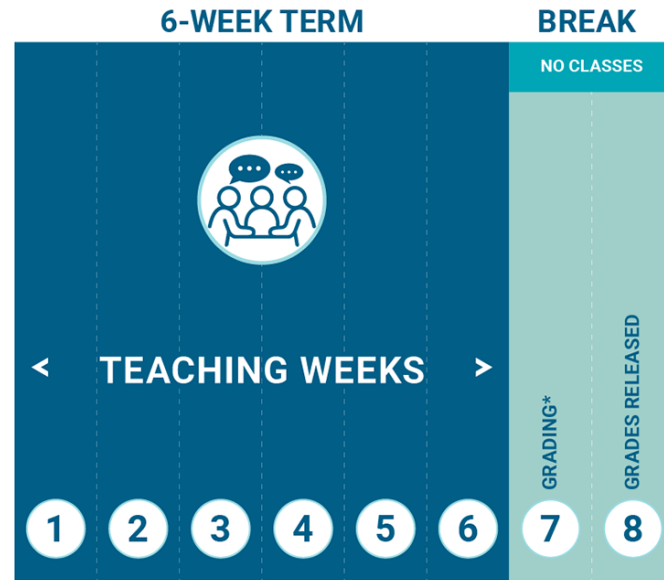 6-WEEK TERM
BREAK
NO CLASSES
< TEACHING WEEKS >
GRADING*
GRADES RELEASED
1 2 3 4 5 6 7 8